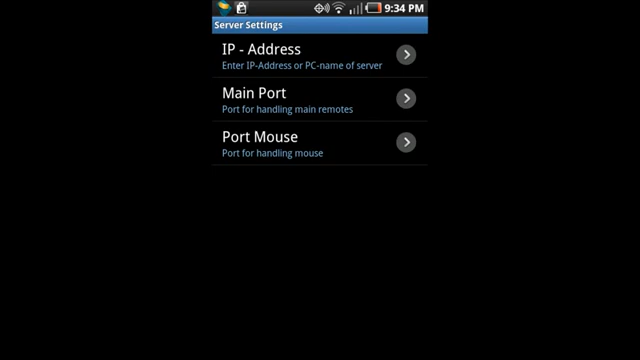 9:34 PM
Server Settings
IP - Address
Enter IP-Address or PC-name of server
Main Port
Port for handling main remotes
Port Mouse
Port for handling mouse